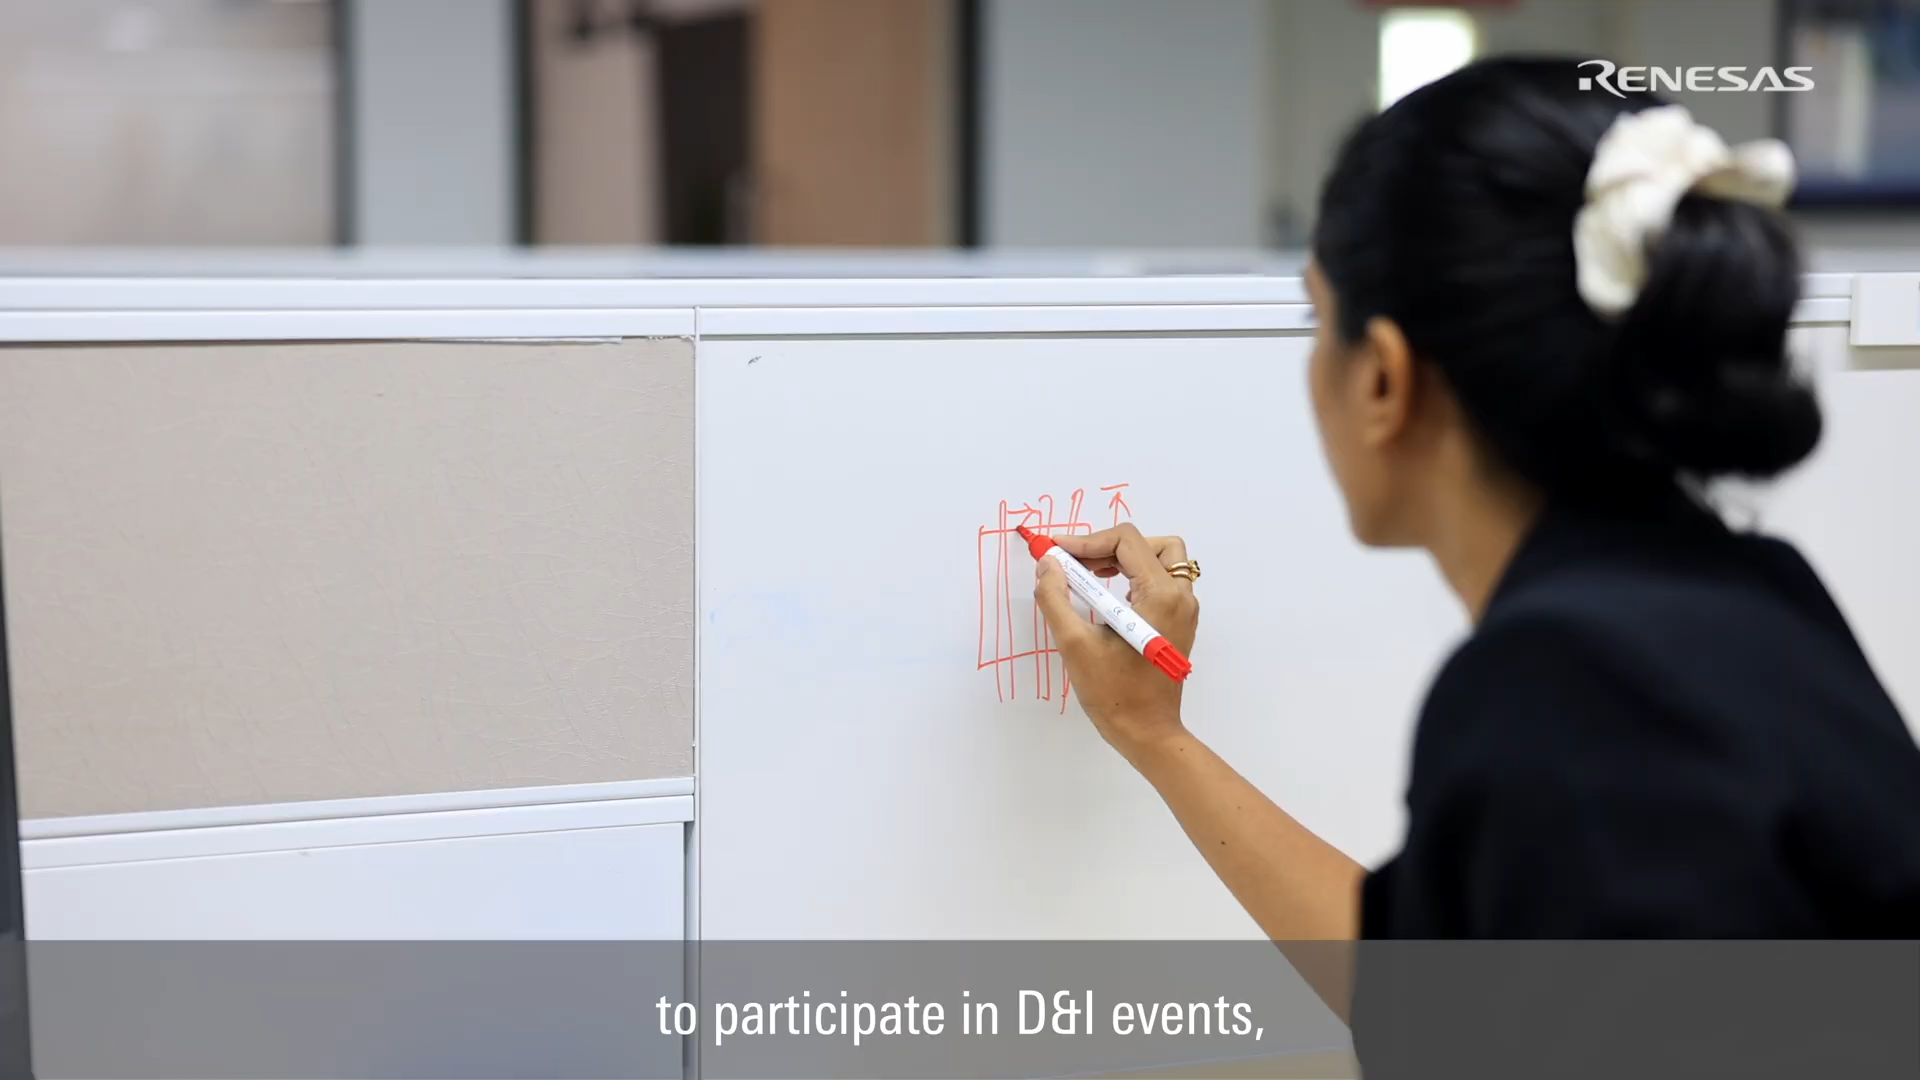 RENESAS
to participate in D&I events,